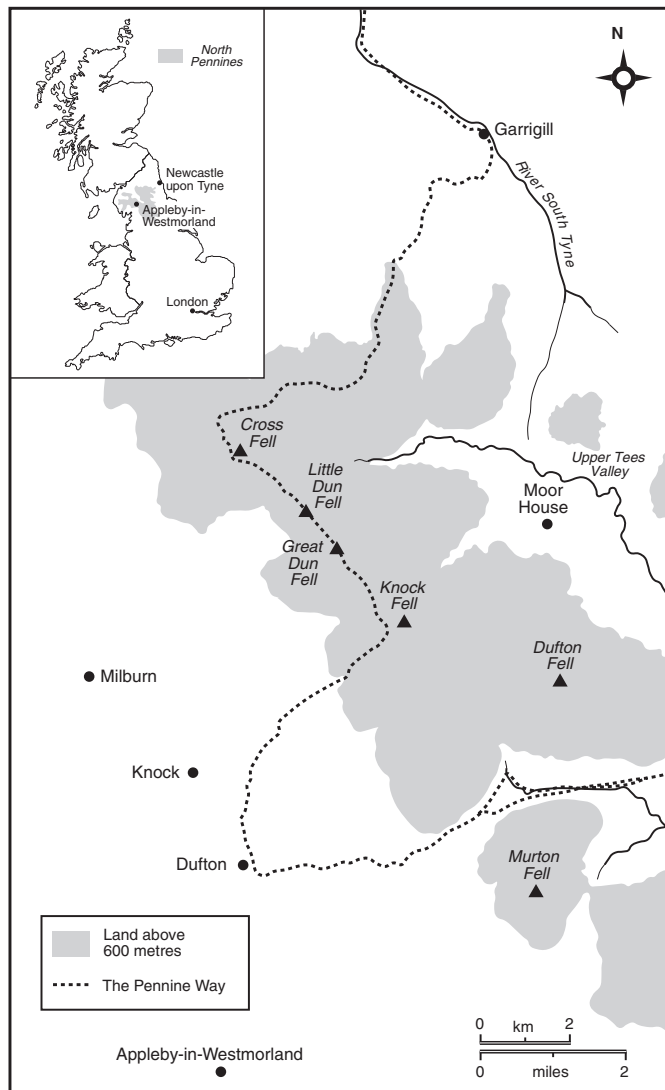 North
Pennines
Newcastle
upon Tyne
Appleby-in-
Westmorland
London
N
Garrigill
River South Tyne
Cross
Fell
Little
Dun
Fell
Great
Dun
Fell
Upper Tees
Valley
Moor
House
Knock
Fell
Dufton
Fell
Milburn
Knock
Dufton
Murton
Fell
Land above
600 metres
The Pennine Way
Appleby-in-Westmorland
0 km 2
0 miles 2